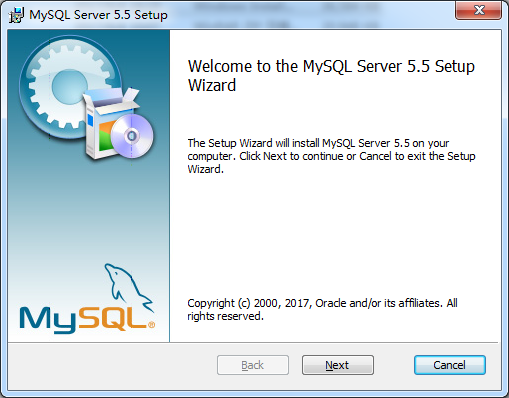 MySQL Server 5.5 Setup
Welcome to the MySQL Server 5.5 Setup
Wizard
The Setup Wizard will install MySQL Server 5.5 on your
computer. Click Next to continue or Cancel to exit the Setup
Wizard.
MySQL®
Copyright (c) 2000, 2017, Oracle and/or its affiliates. All
rights reserved.
Back
Next
Cancel